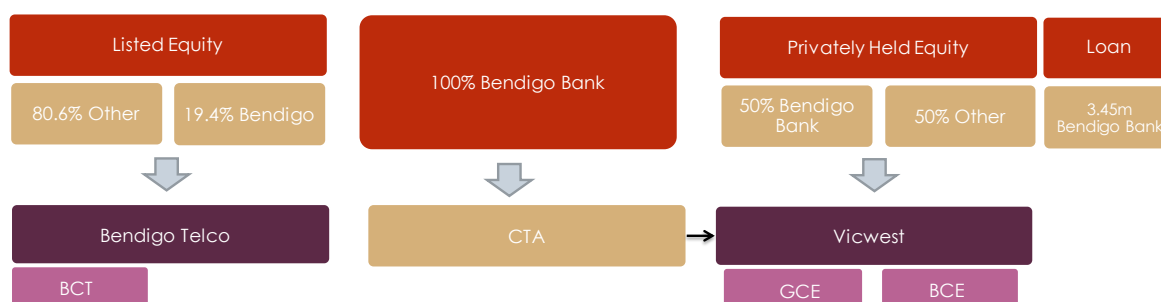 Listed Equity
100% Bendigo Bank
Privately Held Equity
Loan
80.6% Other
19.4% Bendigo
50% Bendigo
Bank
50% Other
3.45m
Bendigo Bank
Bendigo Telco
CTA
Vicwest
BCT
GCE
BCE